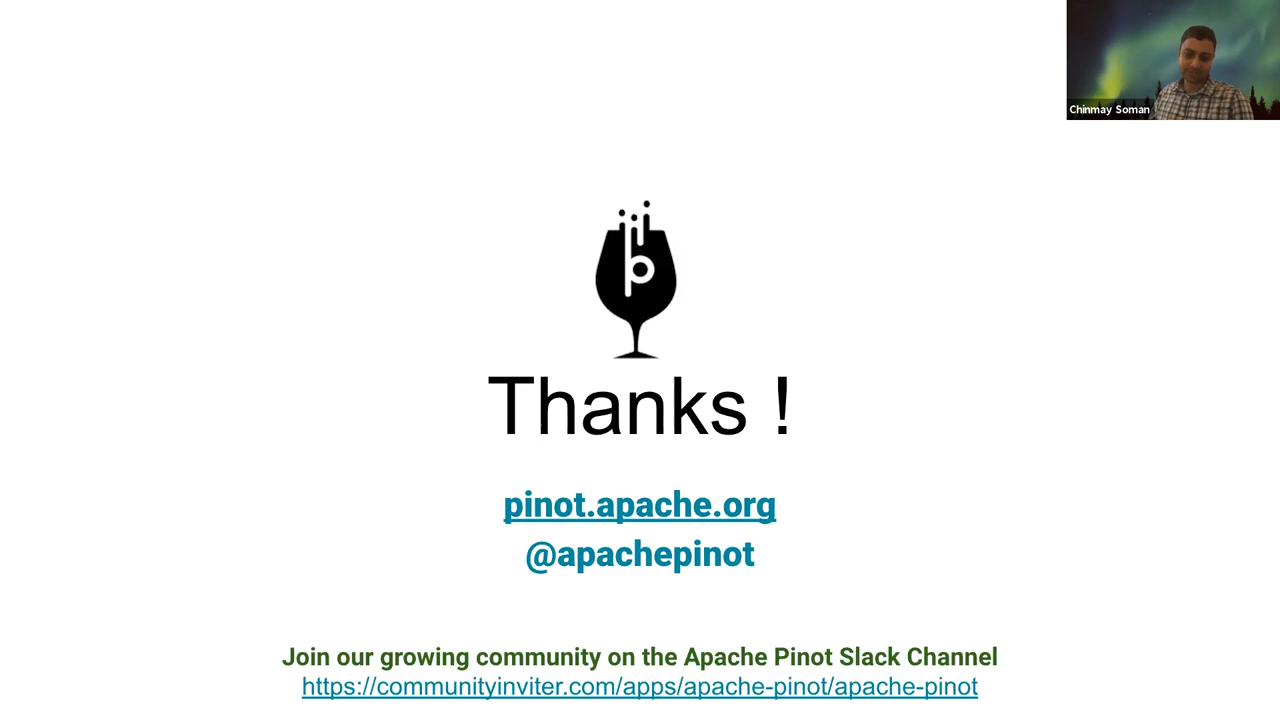 Chinmay Soman
p
Thanks !
pinot.apache.org
@apachepinot
Join our growing community on the Apache Pinot Slack Channel
https://communityinviter.com/apps/apache-pinot/apache-pinot